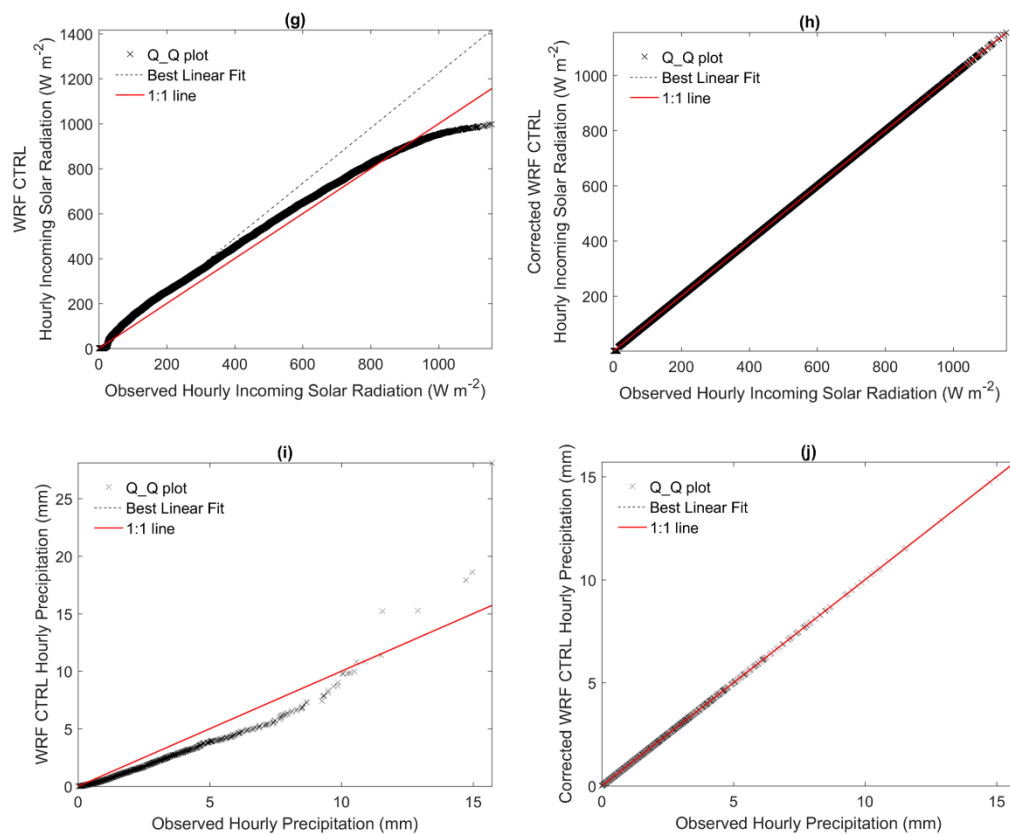 (g)
WRF CTRL
Hourly Incoming Solar Radiation (W m-2)
1400
1200
1000
800
600
400
200
0
Q_Q plot
Best Linear Fit
1:1 line
0 200 400 600 800 1000
Observed Hourly Incoming Solar Radiation (W m-2)
(h)
Corrected WRF CTRL
Hourly Incoming Solar Radiation (W m-2)
1000
800
600
400
200
Q_Q plot
Best Linear Fit
1:1 line
0 200 400 600 800 1000
Observed Hourly Incoming Solar Radiation (W m-2)
(i)
WRF CTRL Hourly Precipitation (mm)
25
20
15
10
5
0
Q_Q plot
Best Linear Fit
1:1 line
0 5 10 15
Observed Hourly Precipitation (mm)
(j)
Corrected WRF CTRL Hourly Precipitation (mm)
15
10
5
0
Q_Q plot
Best Linear Fit
1:1 line
0 5 10 15
Observed Hourly Precipitation (mm)